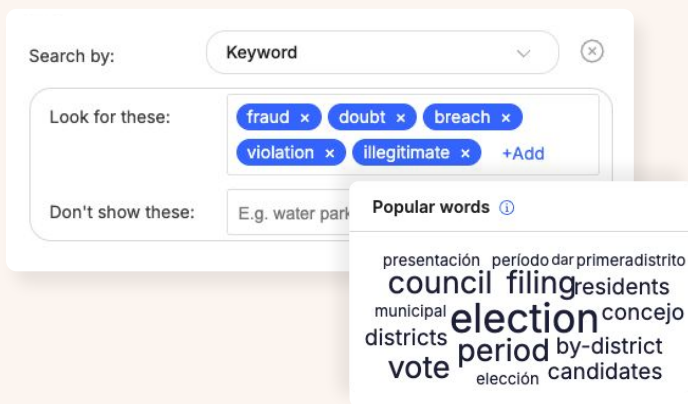 Search by:
Keyword
Look for these:
fraud × doubt × breach ×
violation × illegitimate × +Add
Don't show these:
E.g. water park
Popular words
presentación período dar primeradistrito
council filing residents
municipal election concejo
districts period by-district
vote elección candidates